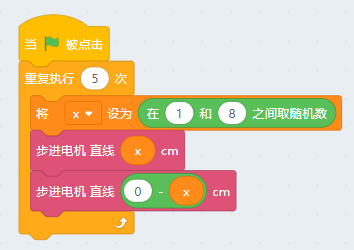 当 被点击
重复执行 5 次
将 x 设为 在 1 和 8 之间取随机数
步进电机 直线 x cm
步进电机 直线 0 - x cm